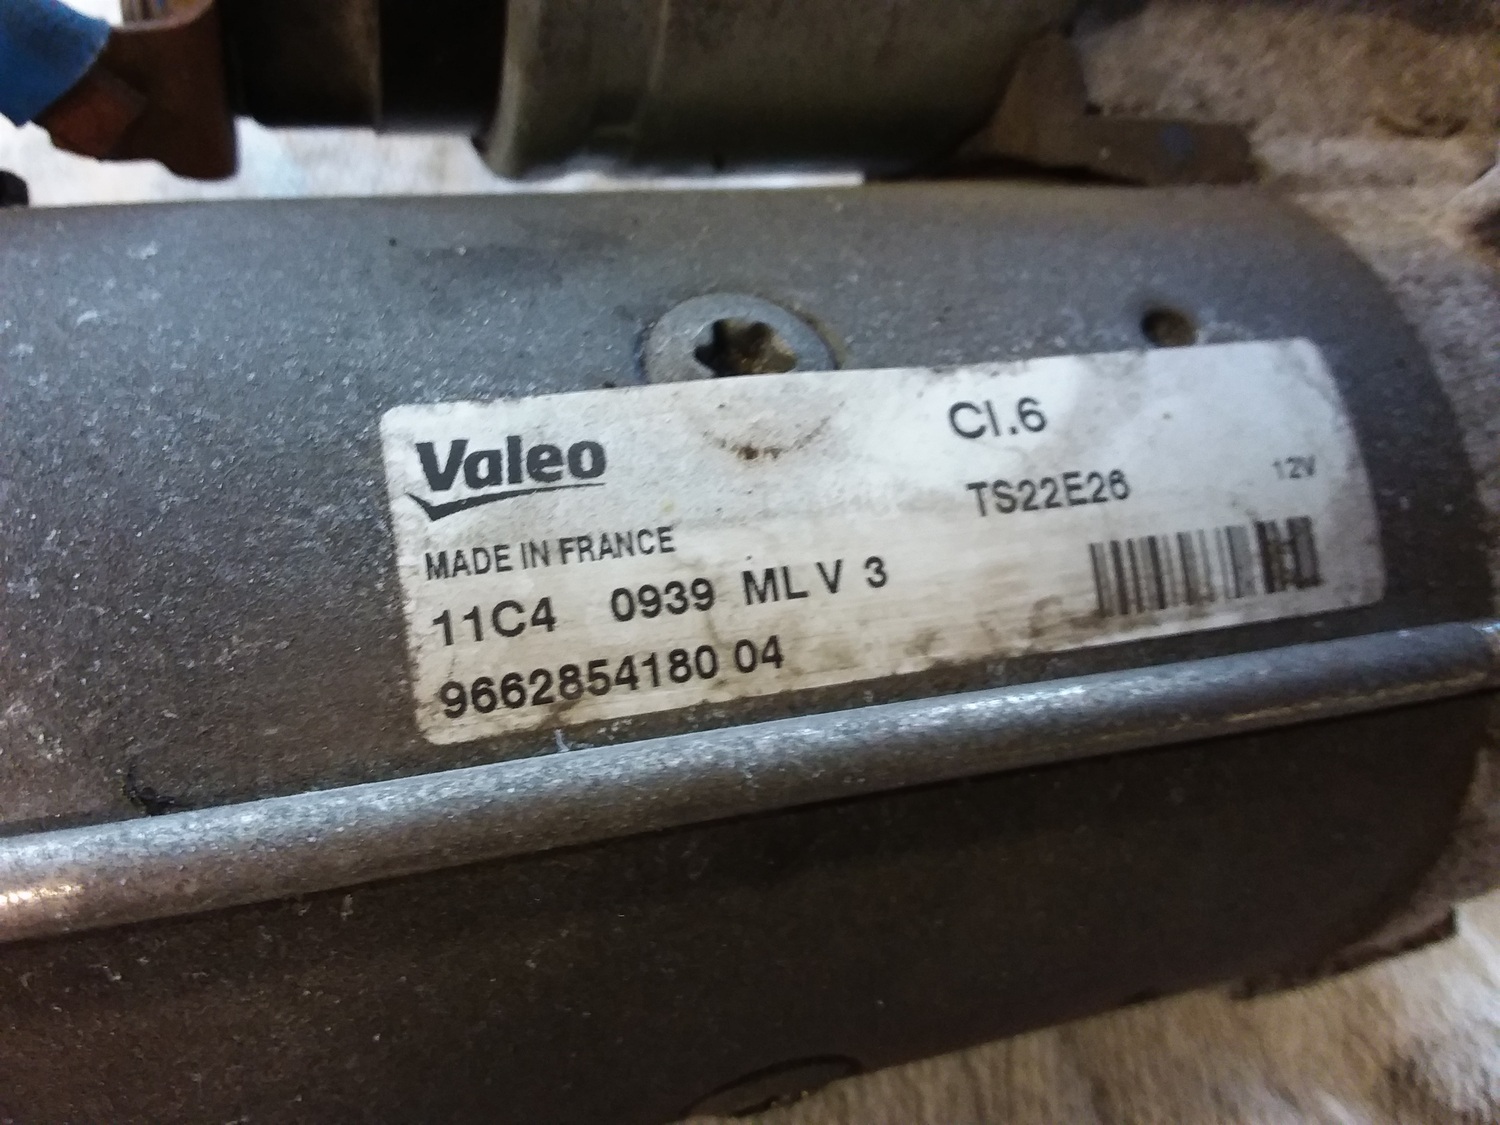 Valeo
Cl.6
TS22E26
12V
MADE IN FRANCE
11C4 0939 ML V 3
9662854180 04